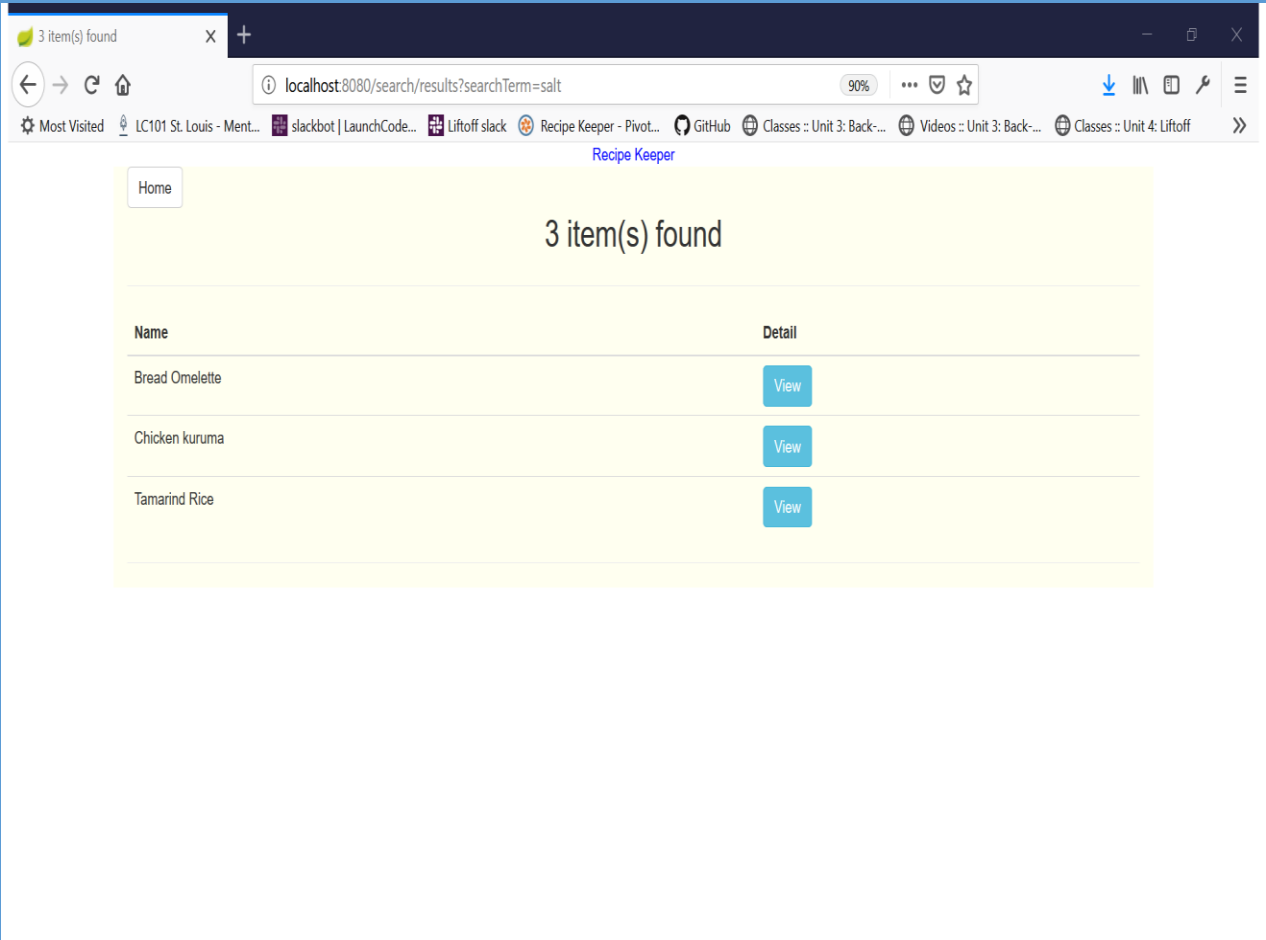 3 item(s) found
localhost:8080/search/results?searchTerm=salt 90%
Most Visited LC101 St. Louis - Ment... slackbot | LaunchCode... Liftoff slack Recipe Keeper - Pivot... GitHub Classes :: Unit 3: Back-... Videos :: Unit 3: Back-... Classes :: Unit 4: Liftoff
Recipe Keeper
Home
3 item(s) found
Name Detail
Bread Omelette View
Chicken kuruma View
Tamarind Rice View